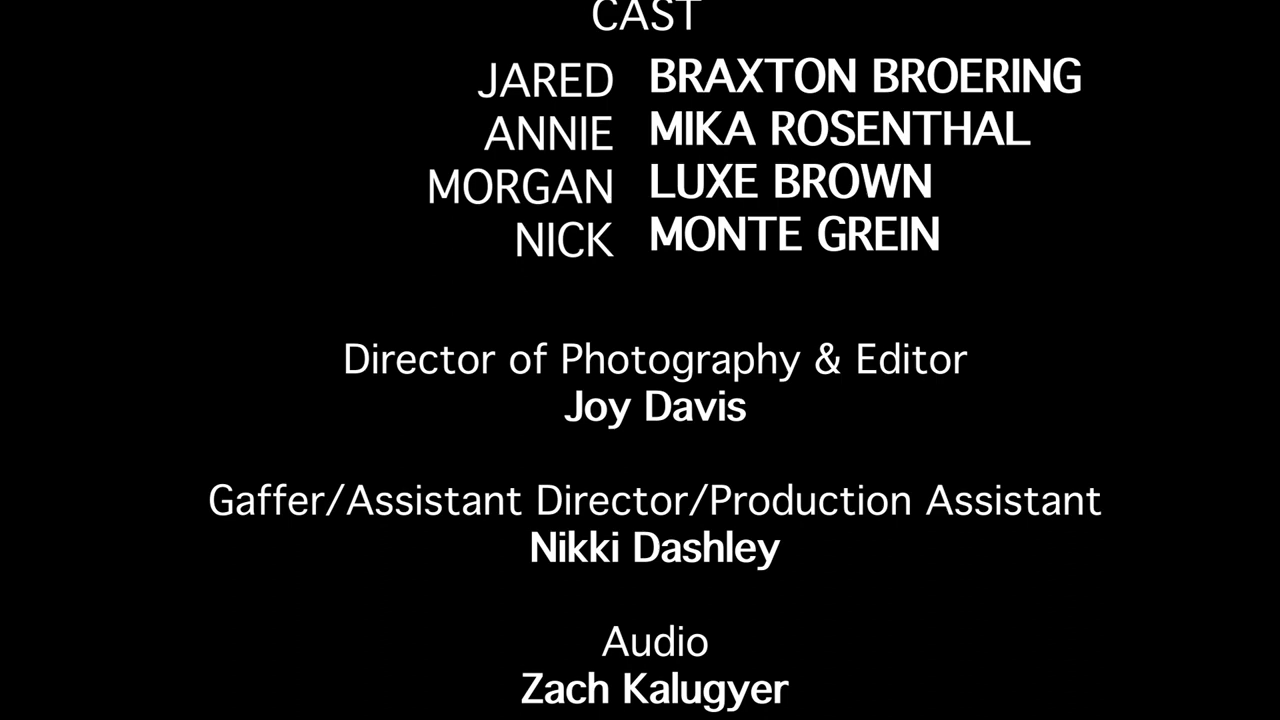 CAST
JARED BRAXTON BROERING
ANNIE MIKA ROSENTHAL
MORGAN LUXE BROWN
NICK MONTE GREIN
Director of Photography & Editor
Joy Davis
Gaffer/Assistant Director/Production Assistant
Nikki Dashley
Audio
Zach Kalugyer